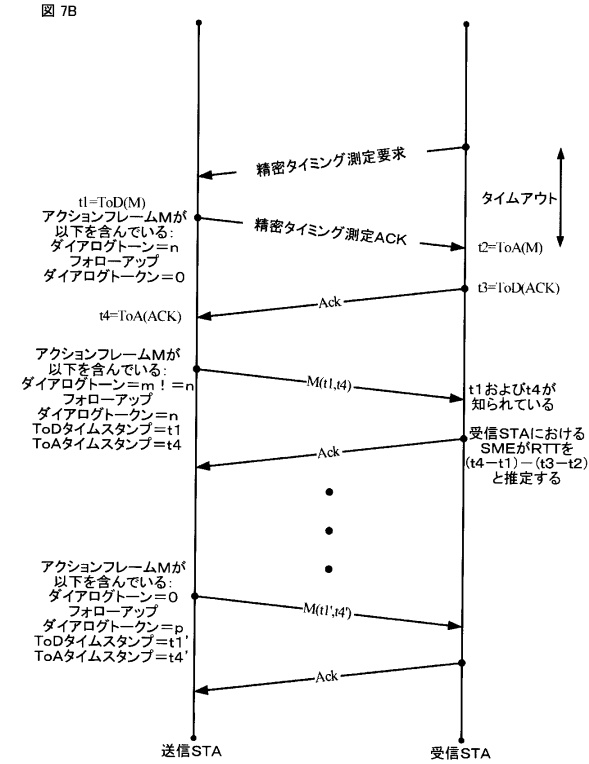 図 7B
精密タイミング測定要求
タイムアウト
t1=ToD(M)
アクションフレームMが
以下を含んでいる:
ダイアログトーン=n
フォローアップ
ダイアログトークン=0
精密タイミング測定ACK
t2=ToA(M)
t3=ToD(ACK)
Ack
t4=ToA(ACK)
アクションフレームMが
以下を含んでいる:
ダイアログトーン=m!=n
フォローアップ
ダイアログトークン=n
ToDタイムスタンプ=t1
ToAタイムスタンプ=t4
M(t1,t4)
t1およびt4が
知られている
Ack
受信STAにおける
SMEがRTTを
(t4-t1)-(t3-t2)
と推定する
アクションフレームMが
以下を含んでいる:
ダイアログトーン=0
フォローアップ
ダイアログトークン=p
ToDタイムスタンプ=t1'
ToAタイムスタンプ=t4'
M(t1',t4')
Ack
送信STA
受信STA